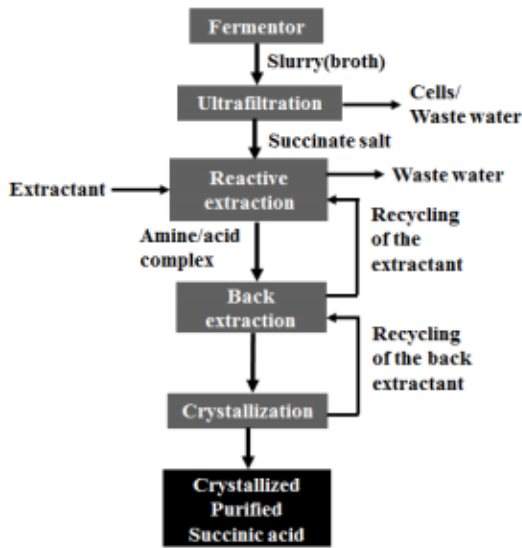 Fermentor
Slurry(broth)
Ultrafiltration
Cells/
Waste water
Succinate salt
Extractant
Reactive
extraction
Waste water
Amine/acid
complex
Recycling
of the
extractant
Back
extraction
Recycling
of the back
extractant
Crystallization
Crystallized
Purified
Succinic acid